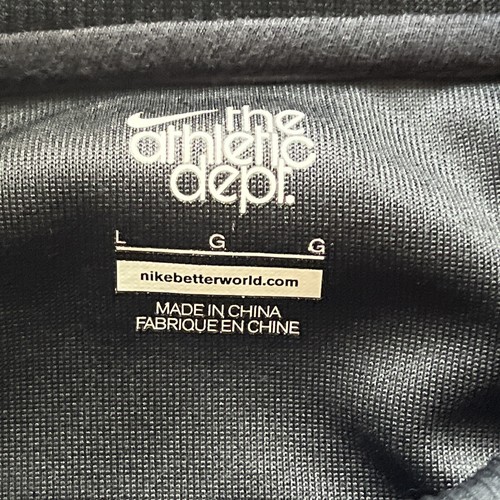 the
athletic
dept.
L G G
nikebetterworld.com
MADE IN CHINA
FABRIQUE EN CHINE